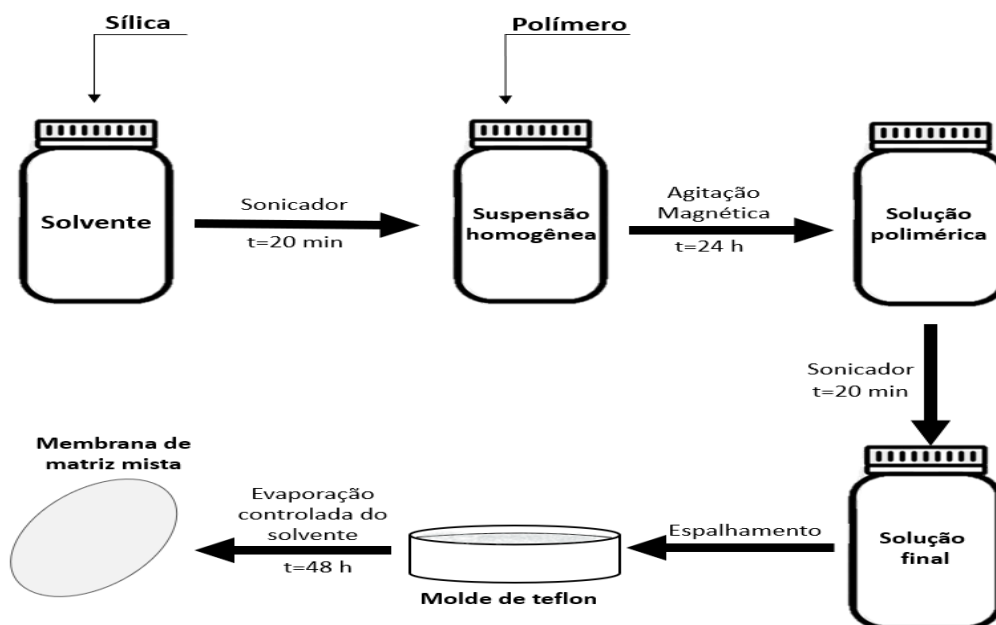 Sílica
Polímero
Solvente
Sonicador
t=20 min
Suspensão
homogênea
Agitação
Magnética
t=24 h
Solução
polimérica
Sonicador
t=20 min
Membrana de
matriz mista
Evaporação
controlada do
solvente
t=48 h
Molde de teflon
Espalhamento
Solução
final